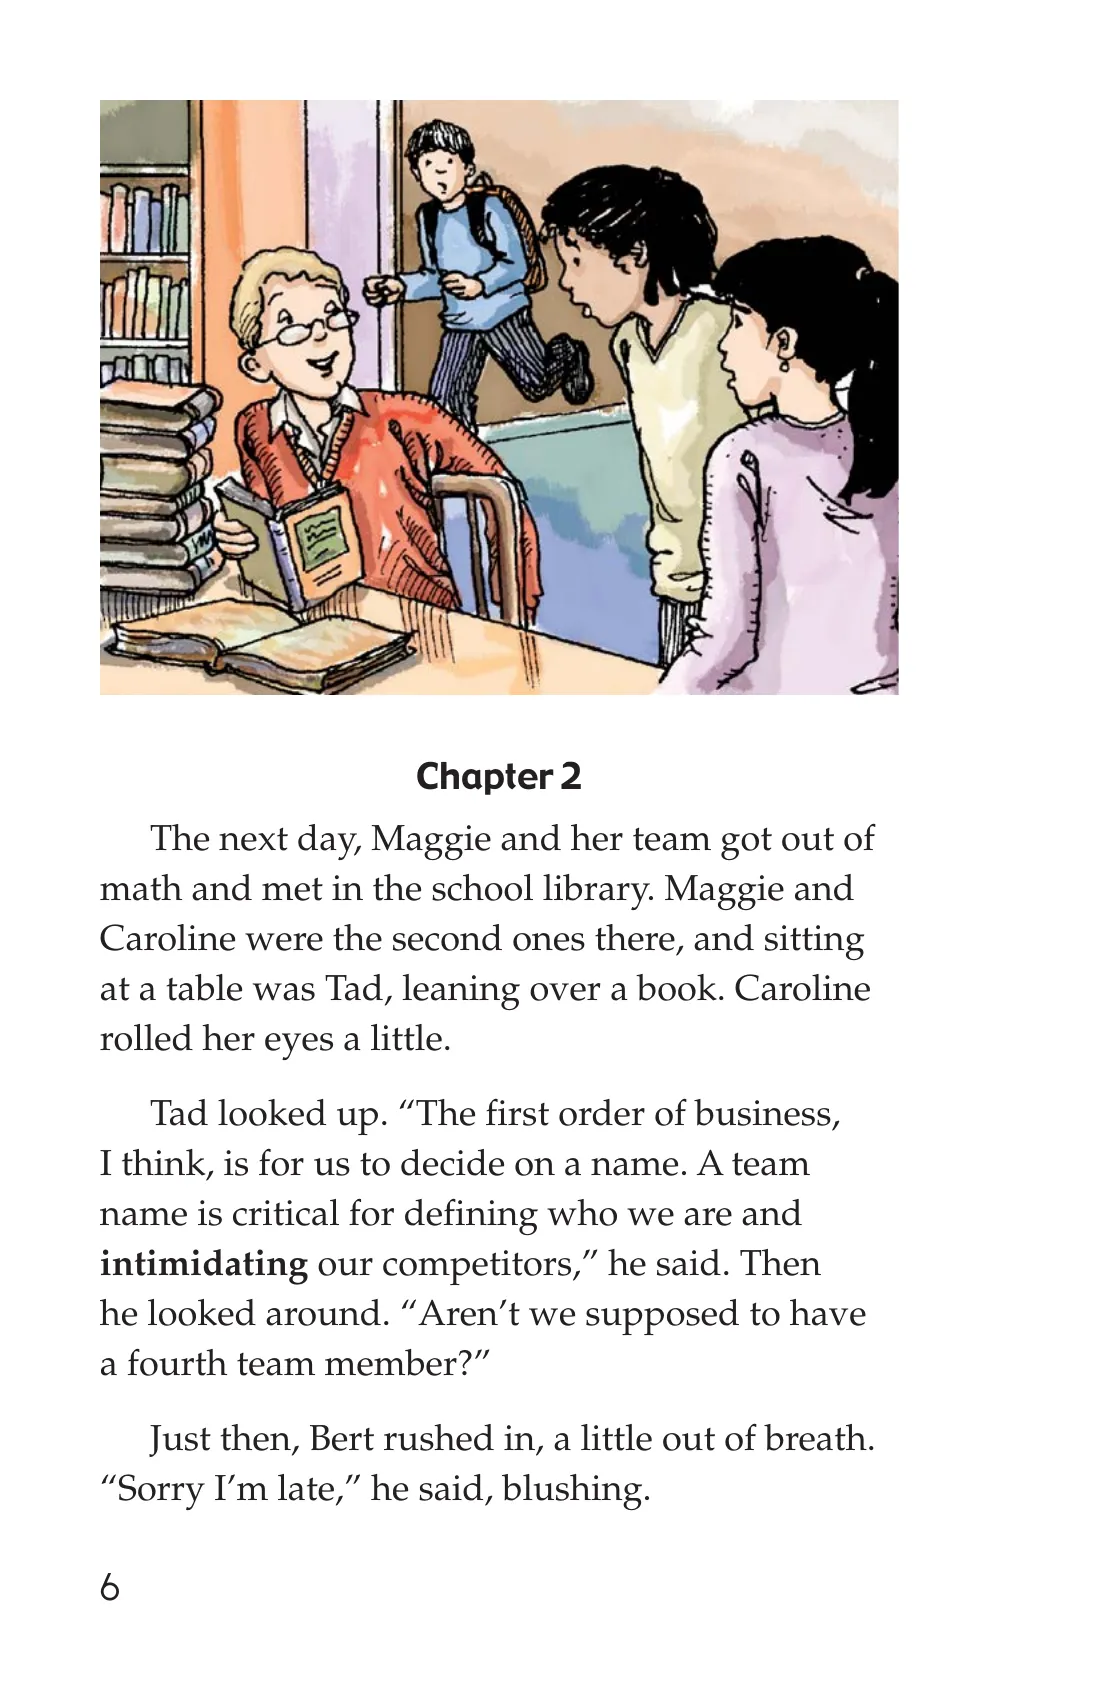 Chapter 2
The next day, Maggie and her team got out of
math and met in the school library. Maggie and
Caroline were the second ones there, and sitting
at a table was Tad, leaning over a book. Caroline
rolled her eyes a little.
Tad looked up. “The first order of business,
I think, is for us to decide on a name. A team
name is critical for defining who we are and
intimidating our competitors,” he said. Then
he looked around. “Aren’t we supposed to have
a fourth team member?”
Just then, Bert rushed in, a little out of breath.
“Sorry I’m late,” he said, blushing.
6